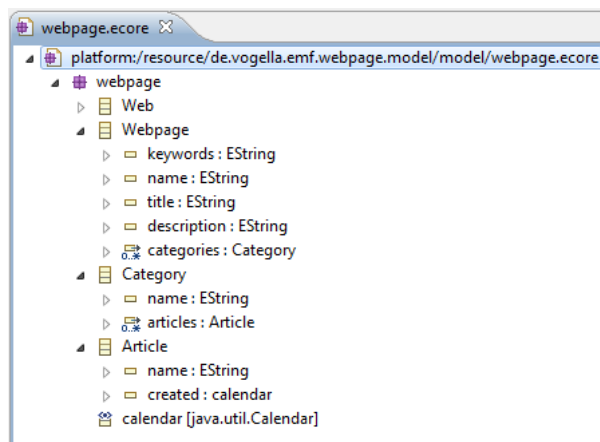 webpage.ecore
platform:/resource/de.vogella.emf.webpage.model/model/webpage.ecore
webpage
Web
Webpage
keywords : EString
name : EString
title : EString
description : EString
0..* categories : Category
Category
name : EString
0..* articles : Article
Article
name : EString
created : calendar
calendar [java.util.Calendar]